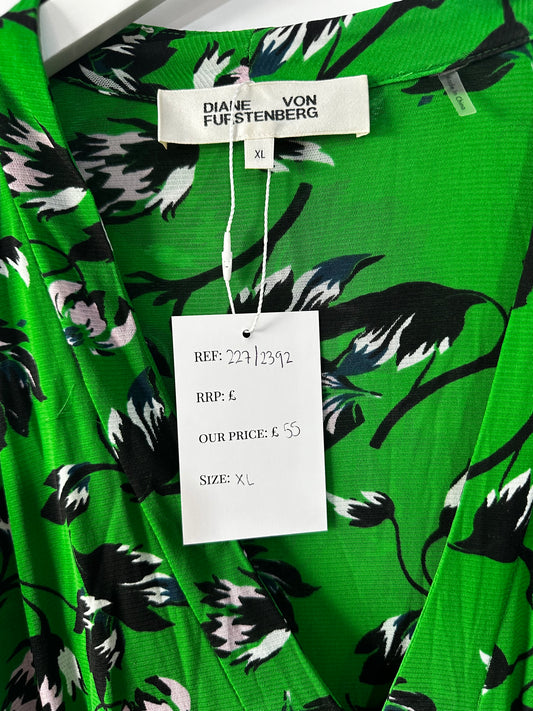 DIANE VON
FURSTENBERG
XL
REF: 227/2392
RRP: £
OUR PRICE: £ 55
SIZE: XL